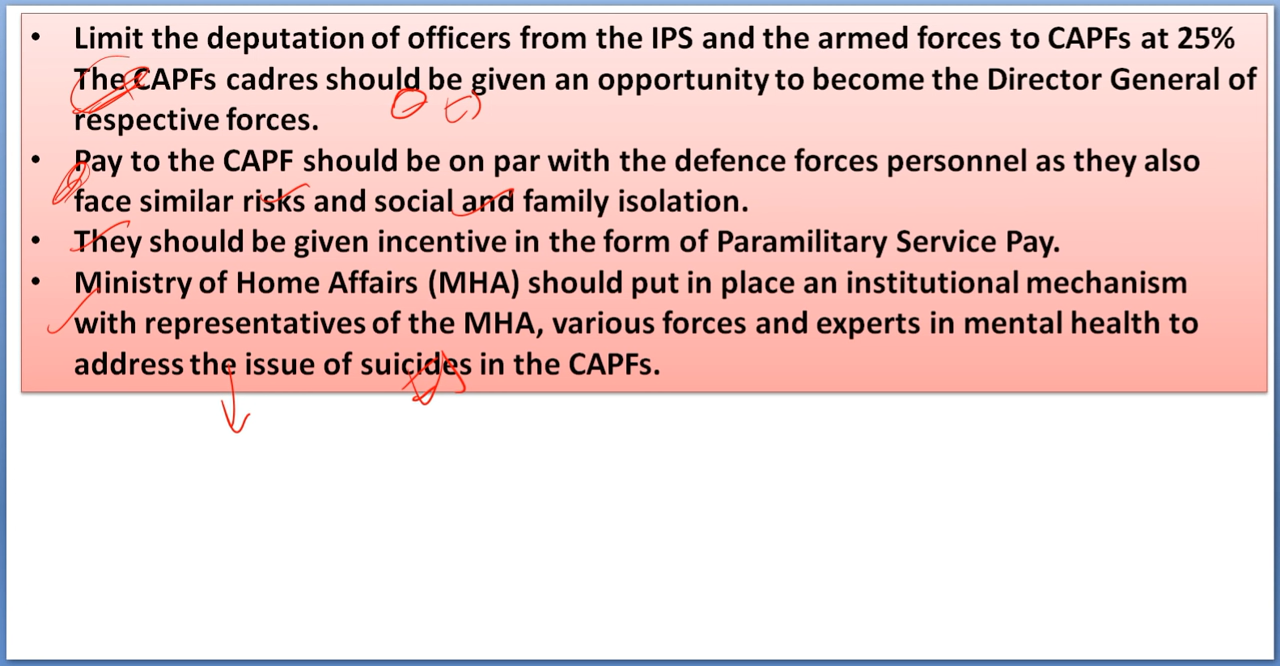 • Limit the deputation of officers from the IPS and the armed forces to CAPFs at 25%
The CAPFs cadres should be given an opportunity to become the Director General of
respective forces.
• Pay to the CAPF should be on par with the defence forces personnel as they also
face similar risks and social and family isolation.
• They should be given incentive in the form of Paramilitary Service Pay.
• Ministry of Home Affairs (MHA) should put in place an institutional mechanism
with representatives of the MHA, various forces and experts in mental health to
address the issue of suicides in the CAPFs.